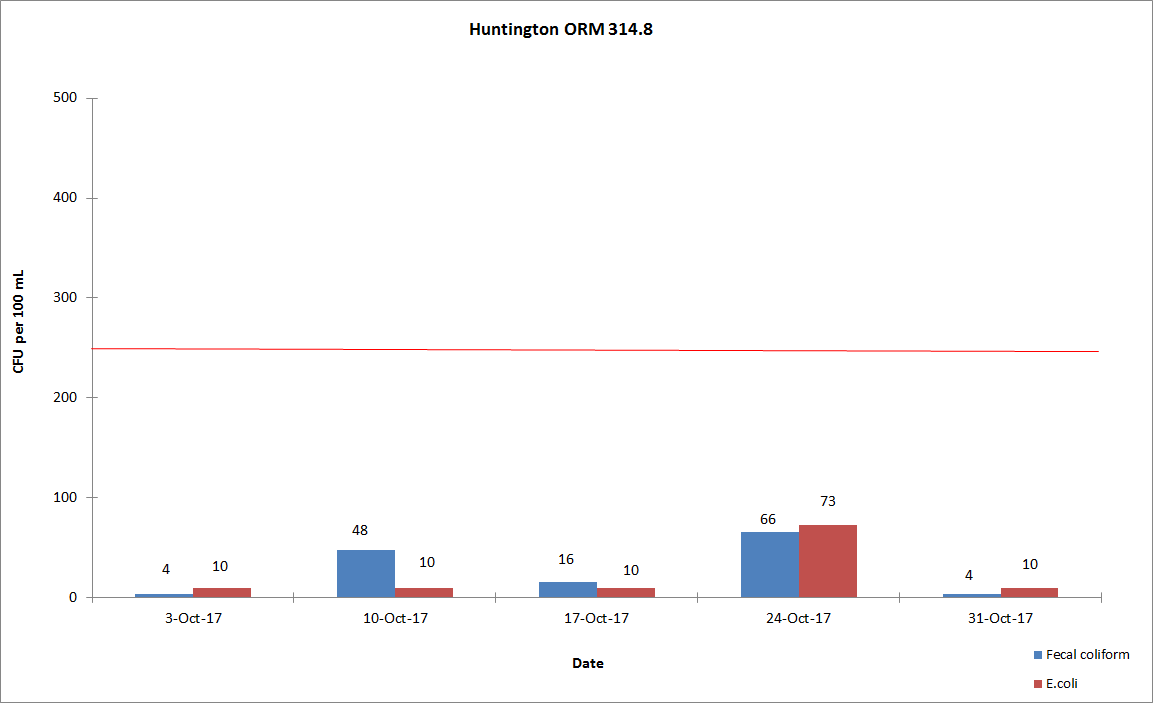 Huntington ORM 314.8
500
400
300
200
100
0
CFU per 100 mL
4
10
48
10
16
10
66
73
4
10
3-Oct-17
10-Oct-17
17-Oct-17
24-Oct-17
31-Oct-17
Date
Fecal coliform
E.coli